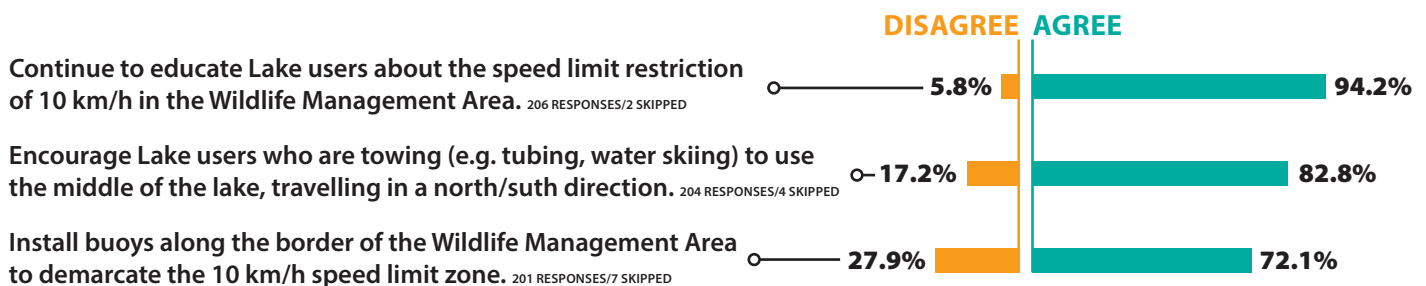 DISAGREE AGREE
Continue to educate Lake users about the speed limit restriction
of 10 km/h in the Wildlife Management Area. 206 RESPONSES/2 SKIPPED
5.8% 94.2%
Encourage Lake users who are towing (e.g. tubing, water skiing) to use
the middle of the lake, travelling in a north/suth direction. 204 RESPONSES/4 SKIPPED
17.2% 82.8%
Install buoys along the border of the Wildlife Management Area
to demarcate the 10 km/h speed limit zone. 201 RESPONSES/7 SKIPPED
27.9% 72.1%